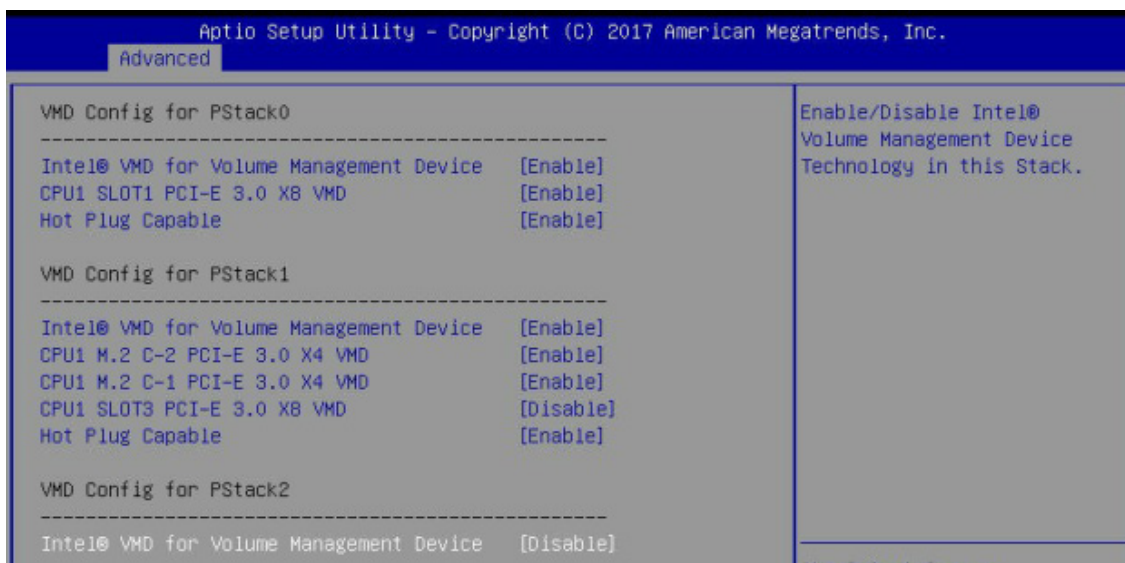 Aptio Setup Utility - Copyright (C) 2017 American Megatrends, Inc.
Advanced
VMD Config for PStack0
--------------------------------------------------
Intel® VMD for Volume Management Device [Enable]
CPU1 SLOT1 PCI-E 3.0 X8 VMD [Enable]
Hot Plug Capable [Enable]
VMD Config for PStack1
--------------------------------------------------
Intel® VMD for Volume Management Device [Enable]
CPU1 M.2 C-2 PCI-E 3.0 X4 VMD [Enable]
CPU1 M.2 C-1 PCI-E 3.0 X4 VMD [Enable]
CPU1 SLOT3 PCI-E 3.0 X8 VMD [Disable]
Hot Plug Capable [Enable]
VMD Config for PStack2
--------------------------------------------------
Intel® VMD for Volume Management Device [Disable]
Enable/Disable Intel®
Volume Management Device
Technology in this Stack.